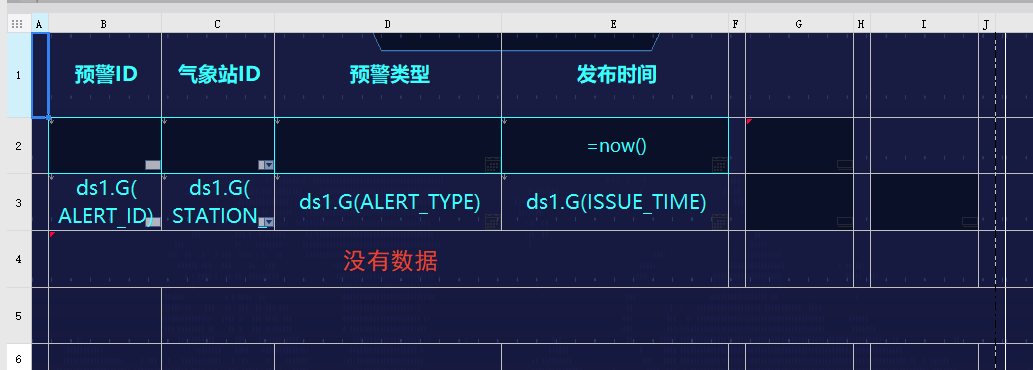 A B C D E F G H I J
1 预警ID 气象站ID 预警类型 发布时间
2 =now()
ds1.G( ds1.G(
3 ds1.G(ALERT_TYPE) ds1.G(ISSUE_TIME)
ALERT_ID) STATION_
4 没有数据
5
6